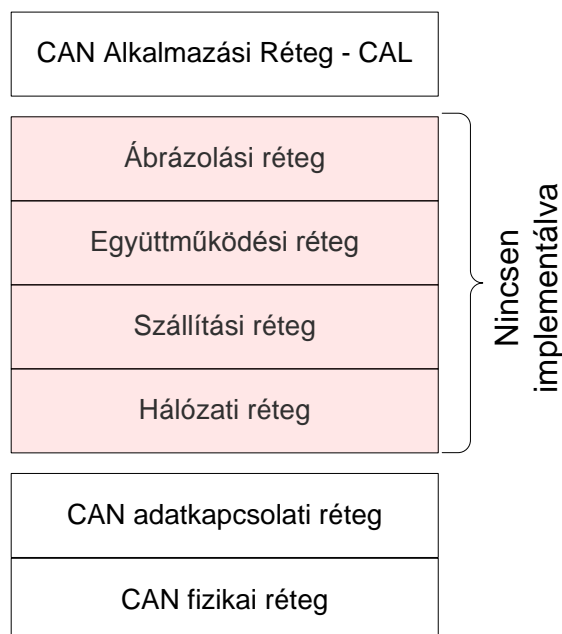 CAN Alkalmazási Réteg - CAL
Ábrázolási réteg
Együttműködési réteg
Szállítási réteg
Hálózati réteg
Nincsen
implementálva
CAN adatkapcsolati réteg
CAN fizikai réteg